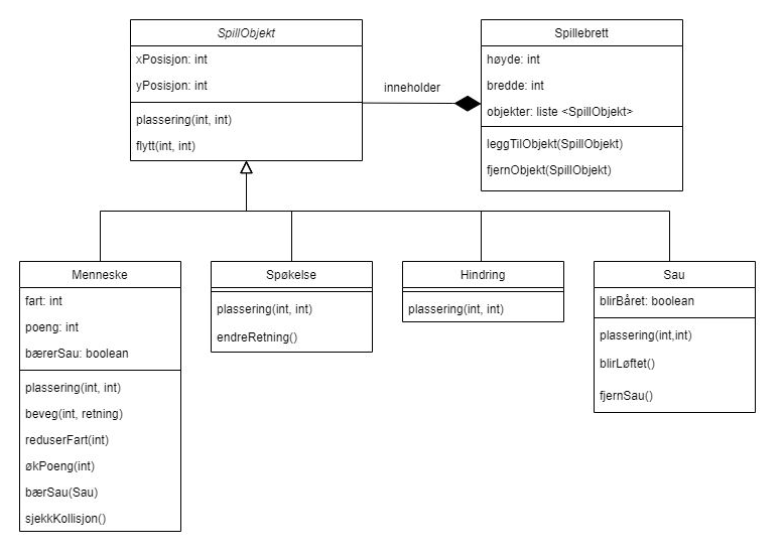 SpillObjekt
xPosisjon: int
yPosisjon: int
plassering(int, int)
flytt(int, int)
inneholder
Spillebrett
høyde: int
bredde: int
objekter: liste <SpillObjekt>
leggTilObjekt(SpillObjekt)
fjernObjekt(SpillObjekt)
Menneske
fart: int
poeng: int
bærerSau: boolean
plassering(int, int)
beveg(int, retning)
reduserFart(int)
økPoeng(int)
bærSau(Sau)
sjekkKollisjon()
Spøkelse
plassering(int, int)
endreRetning()
Hindring
plassering(int, int)
Sau
blirBåret: boolean
plassering(int,int)
blirLøftet()
fjernSau()